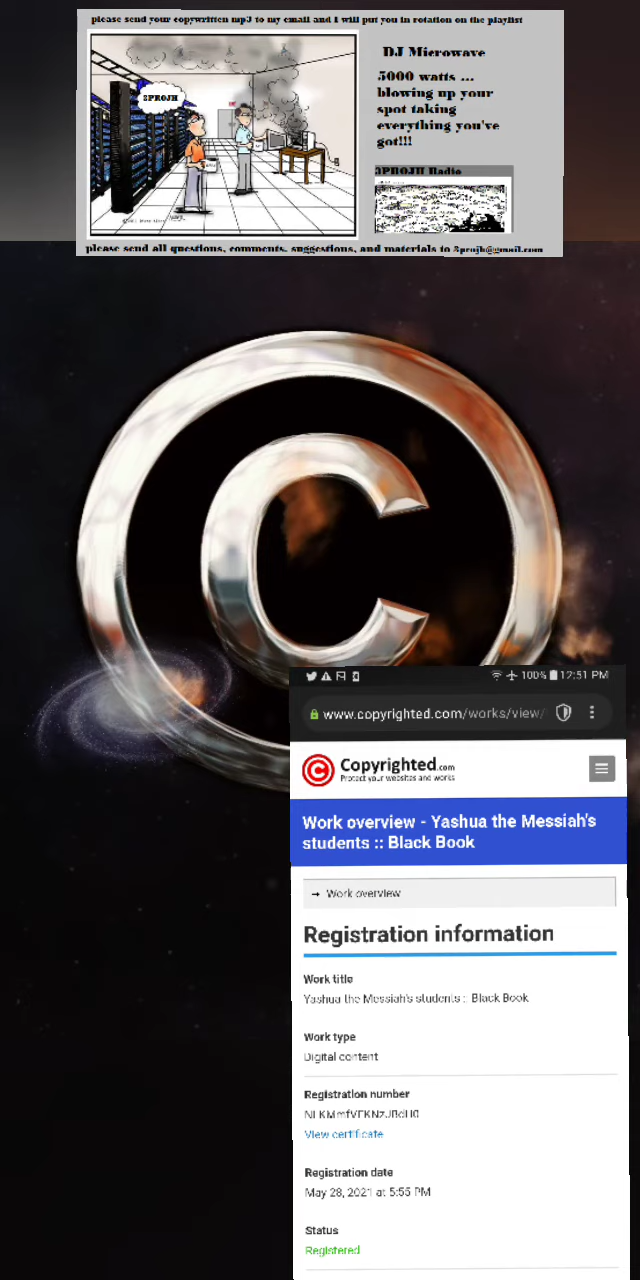 please send your copywritten mp3 to my email and I will put you in rotation on the playlist
3PROJH
DJ Microwave
5000 watts ...
blowing up your
spot taking
everything you've
got!!!
3PROJH Radio
please send all questions, comments, suggestions, and materials to 3projh@gmail.com
100% 12:51 PM
www.copyrighted.com/works/view/
Copyrighted.com
Protect your websites and works
Work overview - Yashua the Messiah's
students :: Black Book
→ Work overview
Registration information
Work title
Yashua the Messiah's students :: Black Book
Work type
Digital content
Registration number
View certificate
Registration date
May 28, 2021 at 5:55 PM
Status
Registered